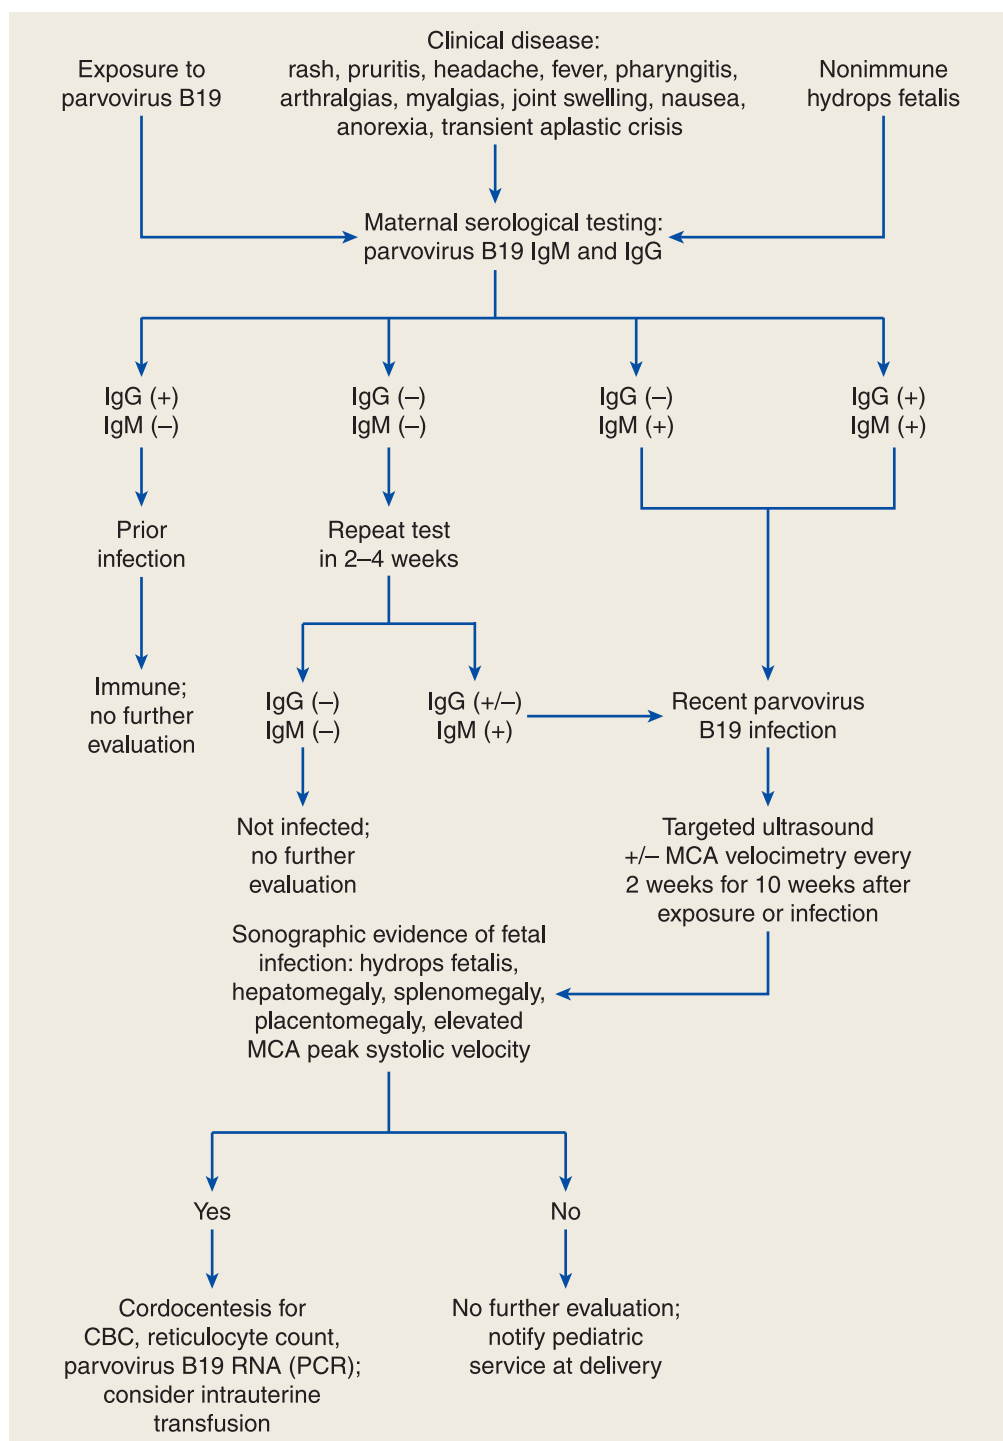 Exposure to
parvovirus B19
Clinical disease:
rash, pruritis, headache, fever, pharyngitis,
arthralgias, myalgias, joint swelling, nausea,
anorexia, transient aplastic crisis
Nonimmune
hydrops fetalis
Maternal serological testing:
parvovirus B19 IgM and IgG
IgG (+)
IgM (–)
IgG (–)
IgM (–)
IgG (–)
IgM (+)
IgG (+)
IgM (+)
Prior
infection
Repeat test
in 2–4 weeks
Immune;
no further
evaluation
IgG (–)
IgM (–)
IgG (+/–)
IgM (+)
Recent parvovirus
B19 infection
Not infected;
no further
evaluation
Targeted ultrasound
+/– MCA velocimetry every
2 weeks for 10 weeks after
exposure or infection
Sonographic evidence of fetal
infection: hydrops fetalis,
hepatomegaly, splenomegaly,
placentomegaly, elevated
MCA peak systolic velocity
Yes
No
Cordocentesis for
CBC, reticulocyte count,
parvovirus B19 RNA (PCR);
consider intrauterine
transfusion
No further evaluation;
notify pediatric
service at delivery